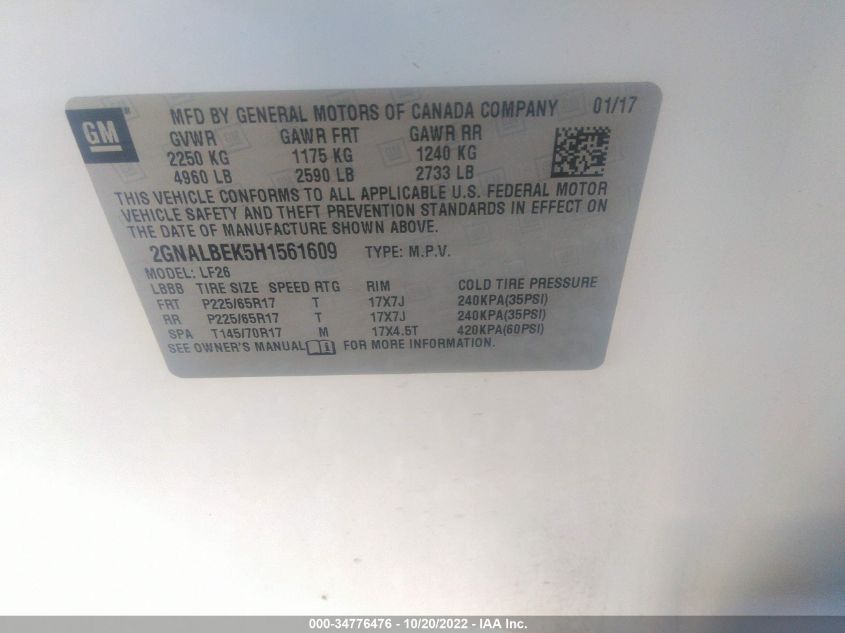 GM ®
MFD BY GENERAL MOTORS OF CANADA COMPANY 01/17
GVWR GAWR FRT GAWR RR
2250 KG 1175 KG 1240 KG
4960 LB 2590 LB 2733 LB
THIS VEHICLE CONFORMS TO ALL APPLICABLE U.S. FEDERAL MOTOR
VEHICLE SAFETY AND THEFT PREVENTION STANDARDS IN EFFECT ON
THE DATE OF MANUFACTURE SHOWN ABOVE.
2GNALBEK5H1561609 TYPE: M.P.V.
MODEL: LF26
LBBB TIRE SIZE SPEED RTG RIM COLD TIRE PRESSURE
FRT P225/65R17 T 17X7J 240KPA(35PSI)
RR P225/65R17 T 17X7J 240KPA(35PSI)
SPA T145/70R17 M 17X4.5T 420KPA(60PSI)
SEE OWNER'S MANUAL FOR MORE INFORMATION.
000-34776476 - 10/20/2022 - IAA Inc.